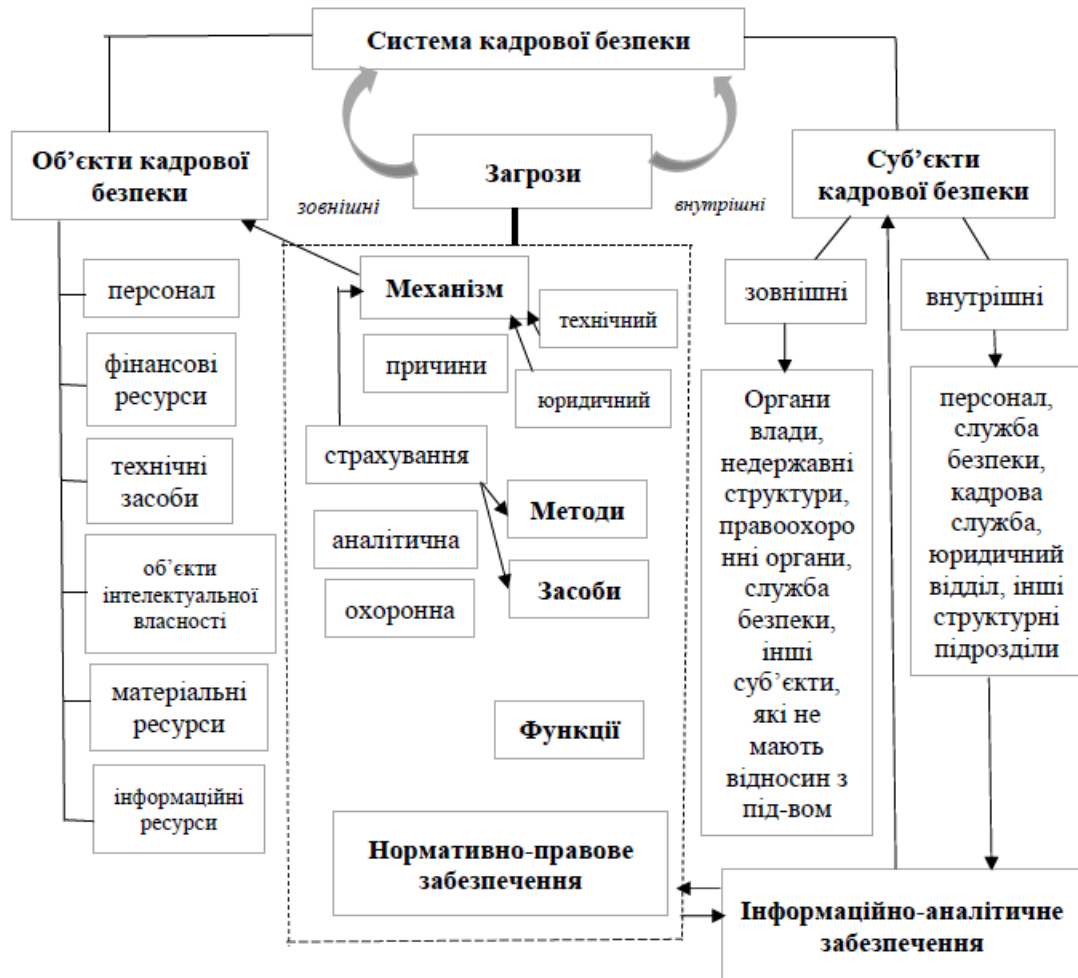 Система кадрової безпеки
Об’єкти кадрової
безпеки
Загрози
Суб’єкти
кадрової безпеки
зовнішні
внутрішні
персонал
фінансові
ресурси
технічні
засоби
об’єкти
інтелектуальної
власності
матеріальні
ресурси
інформаційні
ресурси
Механізм
технічний
причини
юридичний
страхування
Методи
аналітична
Засоби
охоронна
Функції
Нормативно-правове
забезпечення
зовнішні
внутрішні
Органи
влади,
недержавні
структури,
правоохоро
нні органи,
служба
безпеки,
інші
суб’єкти,
які не
мають
відносин з
під-вом
персонал,
служба
безпеки,
кадрова
служба,
юридичний
відділ, інші
структурні
підрозділи
Інформаційно-аналітичне
забезпечення